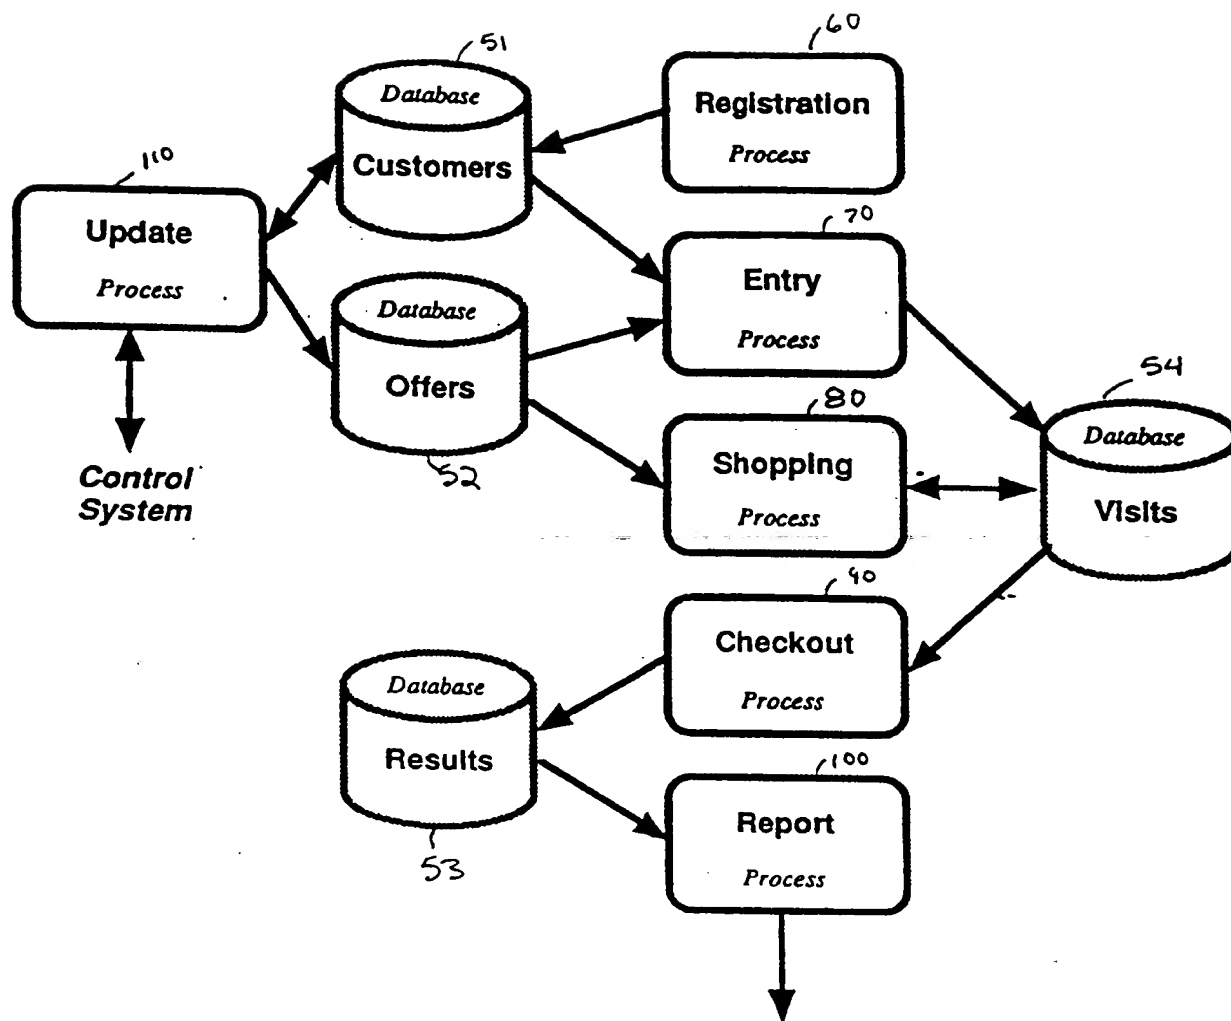 51
Database
Customers
60
Registration
Process
110
Update
Process
70
Entry
Process
Database
Offers
52
Control
System
80
Shopping
Process
54
Database
Visits
90
Checkout
Process
Database
Results
53
100
Report
Process